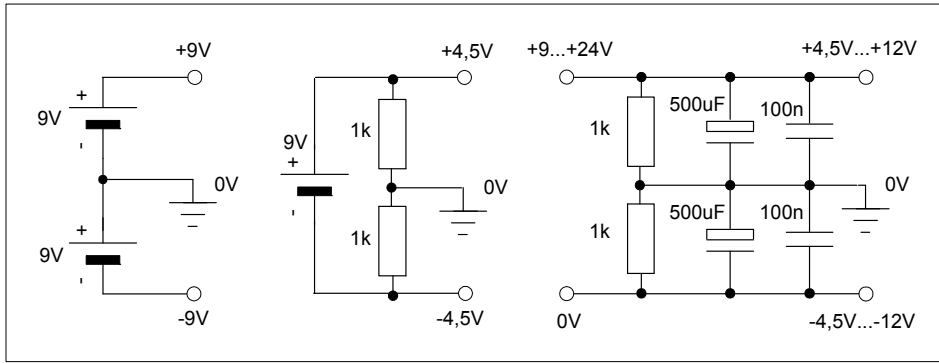 +9V
+
9V
-
0V
+
9V
-
-9V
+4,5V
1k
9V
+
-
0V
1k
-4,5V
+9...+24V
+4,5V...+12V
500uF
100n
1k
0V
500uF
100n
1k
0V
-4,5V...-12V